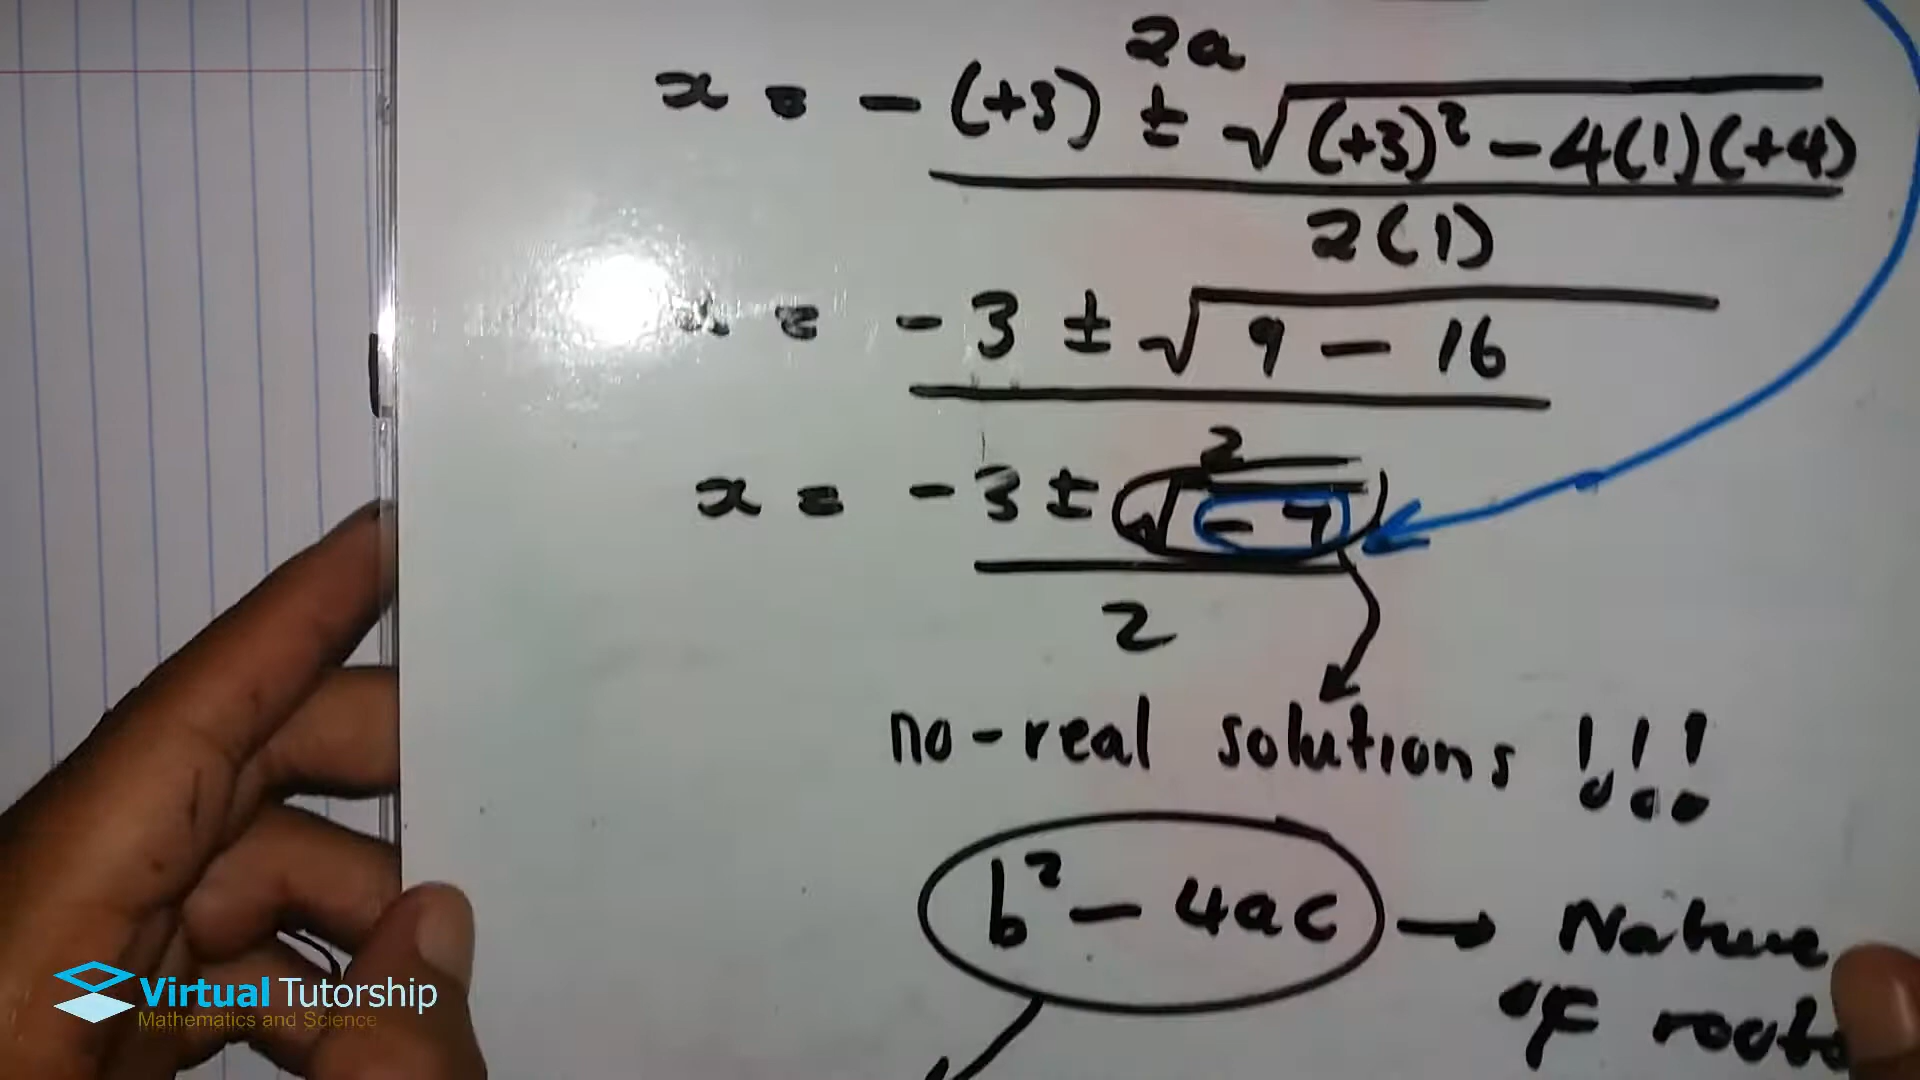 2a
x = -(+3) ± √(+3)² - 4(1)(+4)
2(1)
x = -3 ± √9 - 16
2
x = -3 ± √-7
2
no-real solutions !!!
b² - 4ac → Nature
of roots
Virtual Tutorship
Mathematics and Science